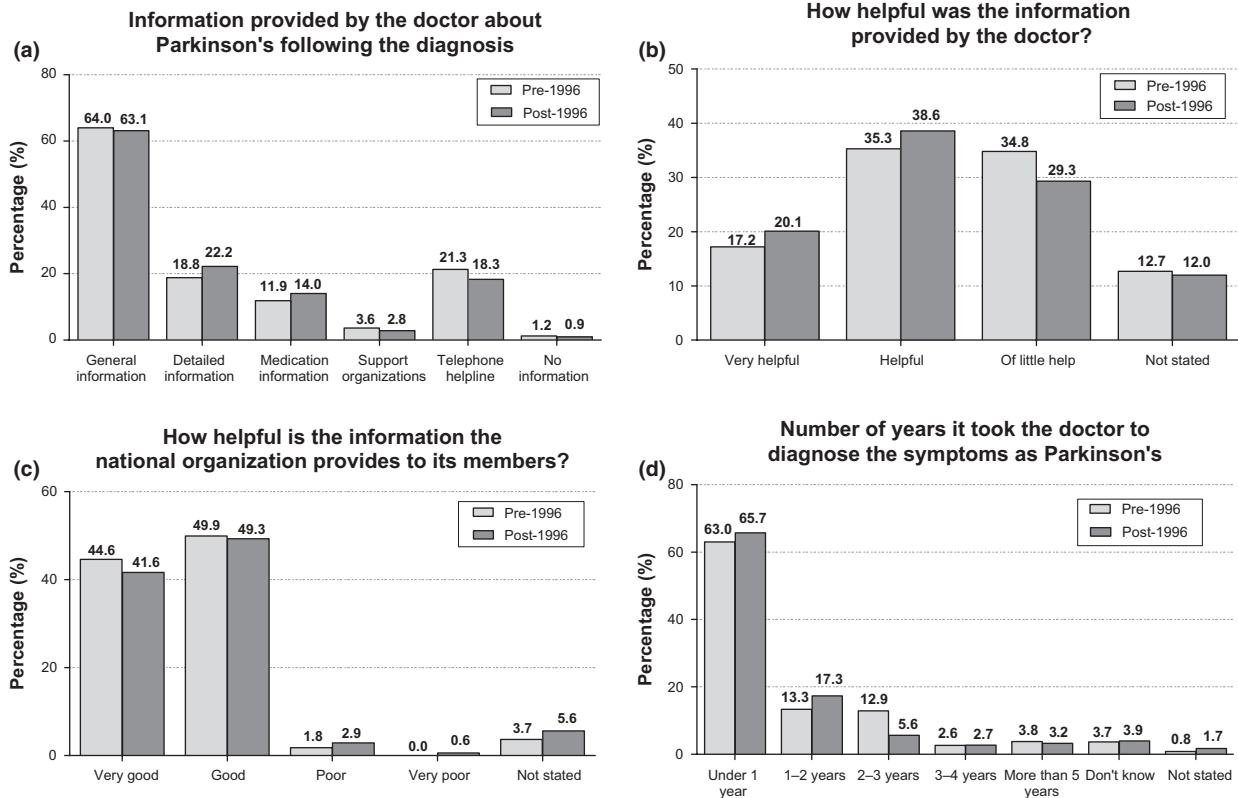 (a)
Information provided by the doctor about
Parkinson's following the diagnosis
Percentage (%)
80
60
40
20
0
Pre-1996
Post-1996
64.0 63.1
18.8 22.2
11.9 14.0
3.6 2.8
21.3 18.3
1.2 0.9
General
information
Detailed
information
Medication
information
Support
organizations
Telephone
helpline
No
information
(b)
How helpful was the information
provided by the doctor?
Percentage (%)
50
40
30
20
10
0
Pre-1996
Post-1996
17.2 20.1
35.3 38.6
34.8 29.3
12.7 12.0
Very helpful
Helpful
Of little help
Not stated
(c)
How helpful is the information the
national organization provides to its members?
Percentage (%)
60
40
20
0
Pre-1996
Post-1996
44.6 41.6
49.9 49.3
1.8 2.9
0.0 0.6
3.7 5.6
Very good
Good
Poor
Very poor
Not stated
(d)
Number of years it took the doctor to
diagnose the symptoms as Parkinson's
Percentage (%)
80
60
40
20
0
Pre-1996
Post-1996
63.0 65.7
13.3 17.3
12.9 5.6
2.6 2.7
3.8 3.2
3.7 3.9
0.8 1.7
Under 1
year
1–2 years
2–3 years
3–4 years
More than 5
years
Don't know
Not stated